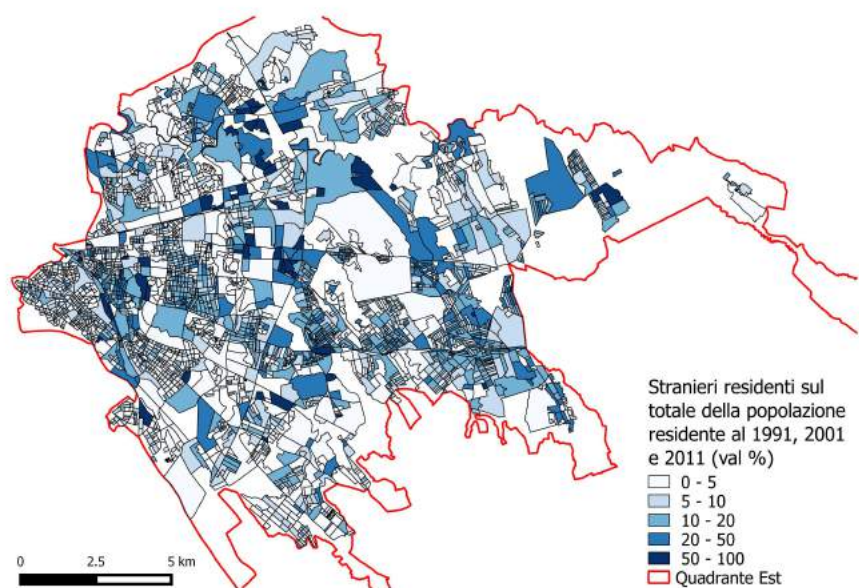 Stranieri residenti sul
totale della popolazione
residente al 1991, 2001
e 2011 (val %)
0 - 5
5 - 10
10 - 20
20 - 50
50 - 100
Quadrante Est
0 2.5 5 km